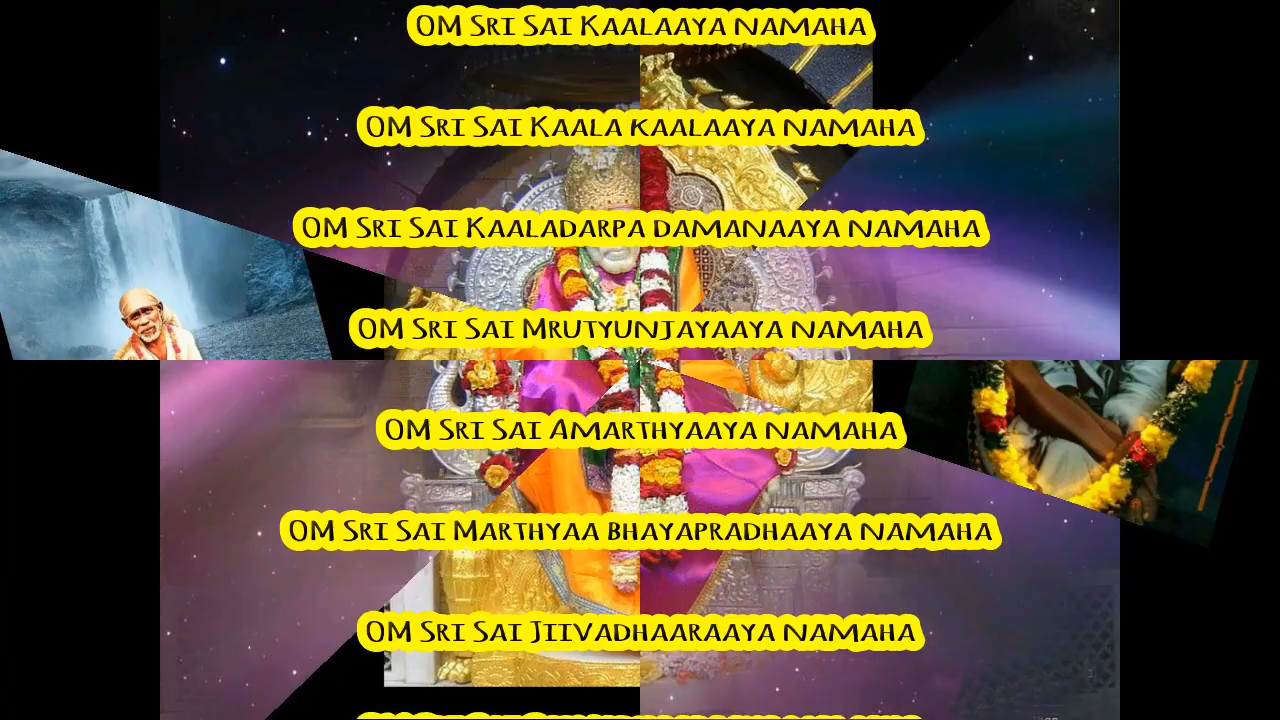 OM SRI SAI KAALAAYA NAMAHA
OM SRI SAI KAALA KAALAAYA NAMAHA
OM SRI SAI KAALADARPA DAMANAAYA NAMAHA
OM SRI SAI MRUTYUNJAYAAYA NAMAHA
OM SRI SAI AMARTHYAAYA NAMAHA
OM SRI SAI MARTHYAA BHAYAPRADHAAYA NAMAHA
OM SRI SAI JIIVADHAARAAYA NAMAHA